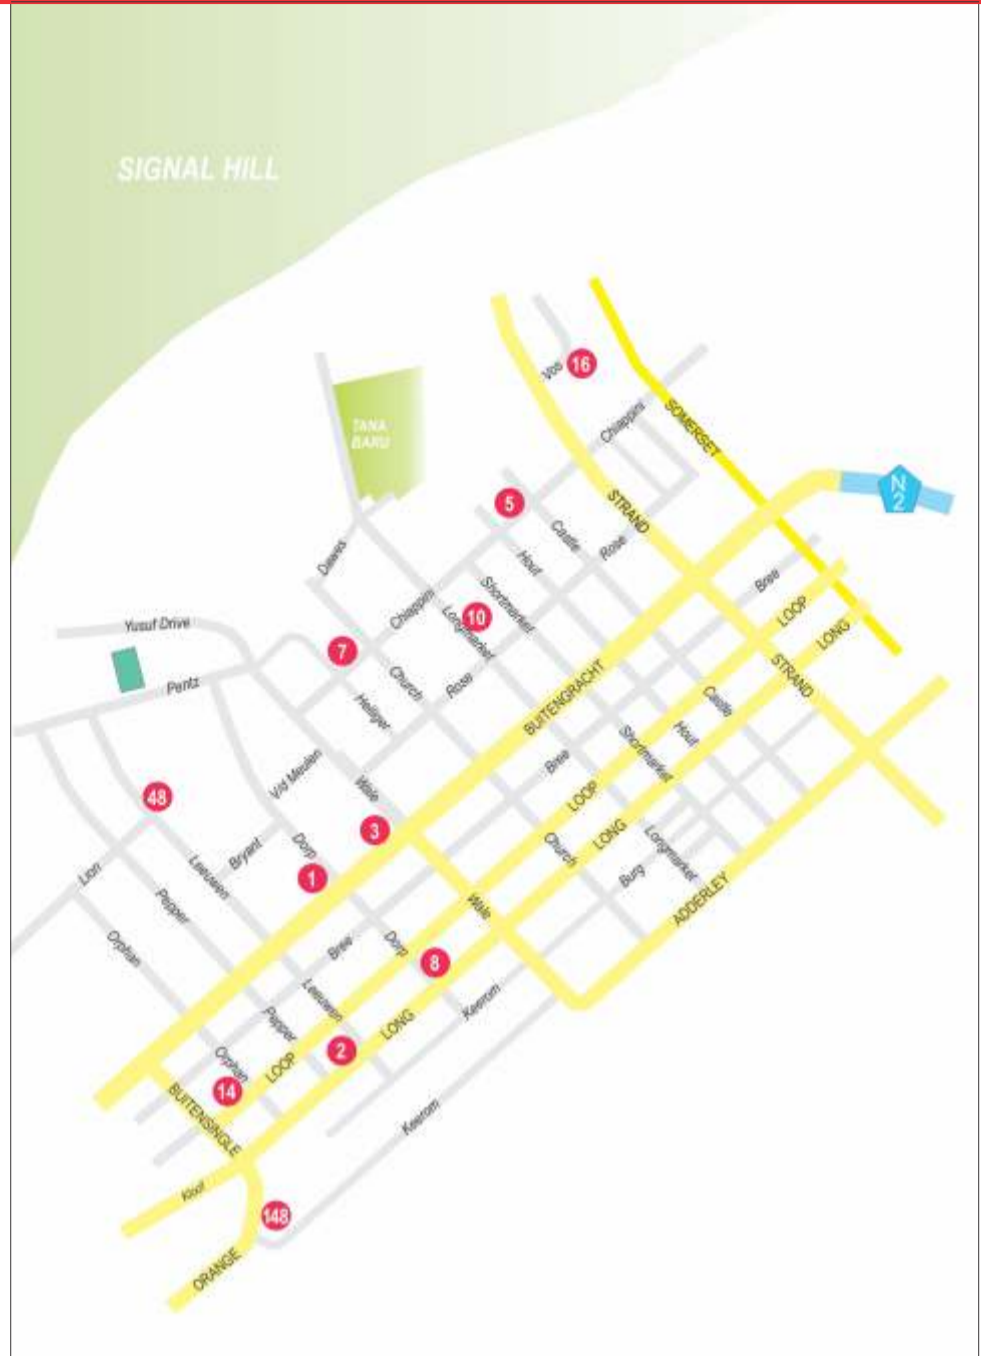 SIGNAL HILL
Vos
16
Chiappini
SOMERSET
TANA
BARU
N
2
5
STRAND
Castle
Rose
Hout
Dawes
Bree
Shortmarket
Chiappini
Longmarket
10
LOOP
Yusuf Drive
LONG
7
STRAND
Pentz
Church
Rose
Heiliger
BUITENGRACHT
Castle
Hout
Shortmarket
V/d Meulen
Bree
Wale
48
LOOP
3
LONG
Dorp
Bryant
Church
Longmarket
Lion
Leeuwen
1
Burg
ADDERLEY
Pepper
Wale
Orphan
Bree
Dorp
8
Leeuwen
Keerom
Pepper
LONG
2
Orphan
LOOP
14
BUITENSINGLE
Keerom
Kloof
148
ORANGE